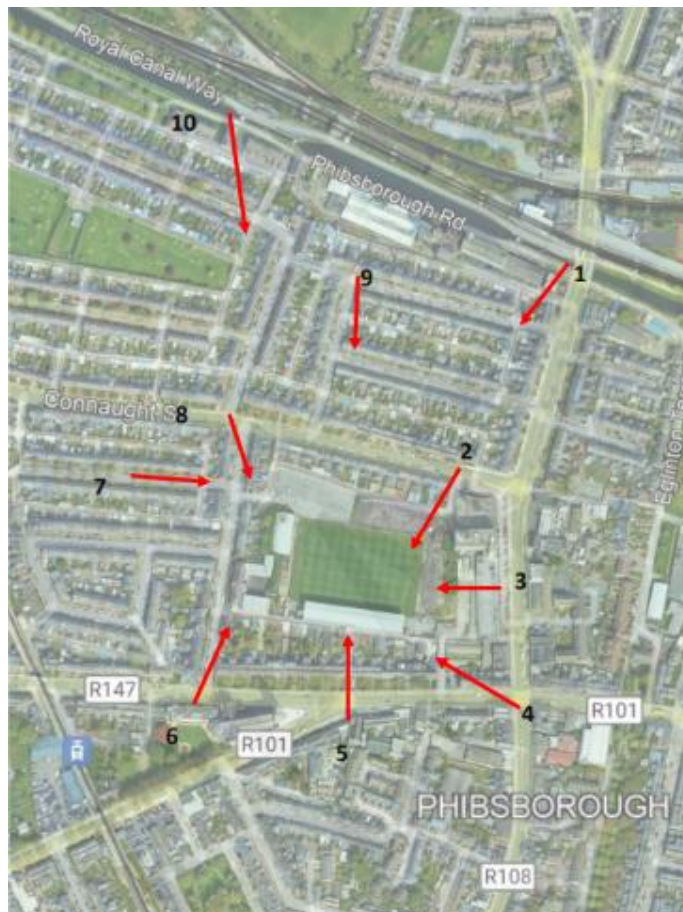 Royal Canal Way
10
Phibsborough Rd
9
1
Connaught S
8
2
7
3
R147
R101
4
6
R101
5
PHIBSBOROUGH
R108